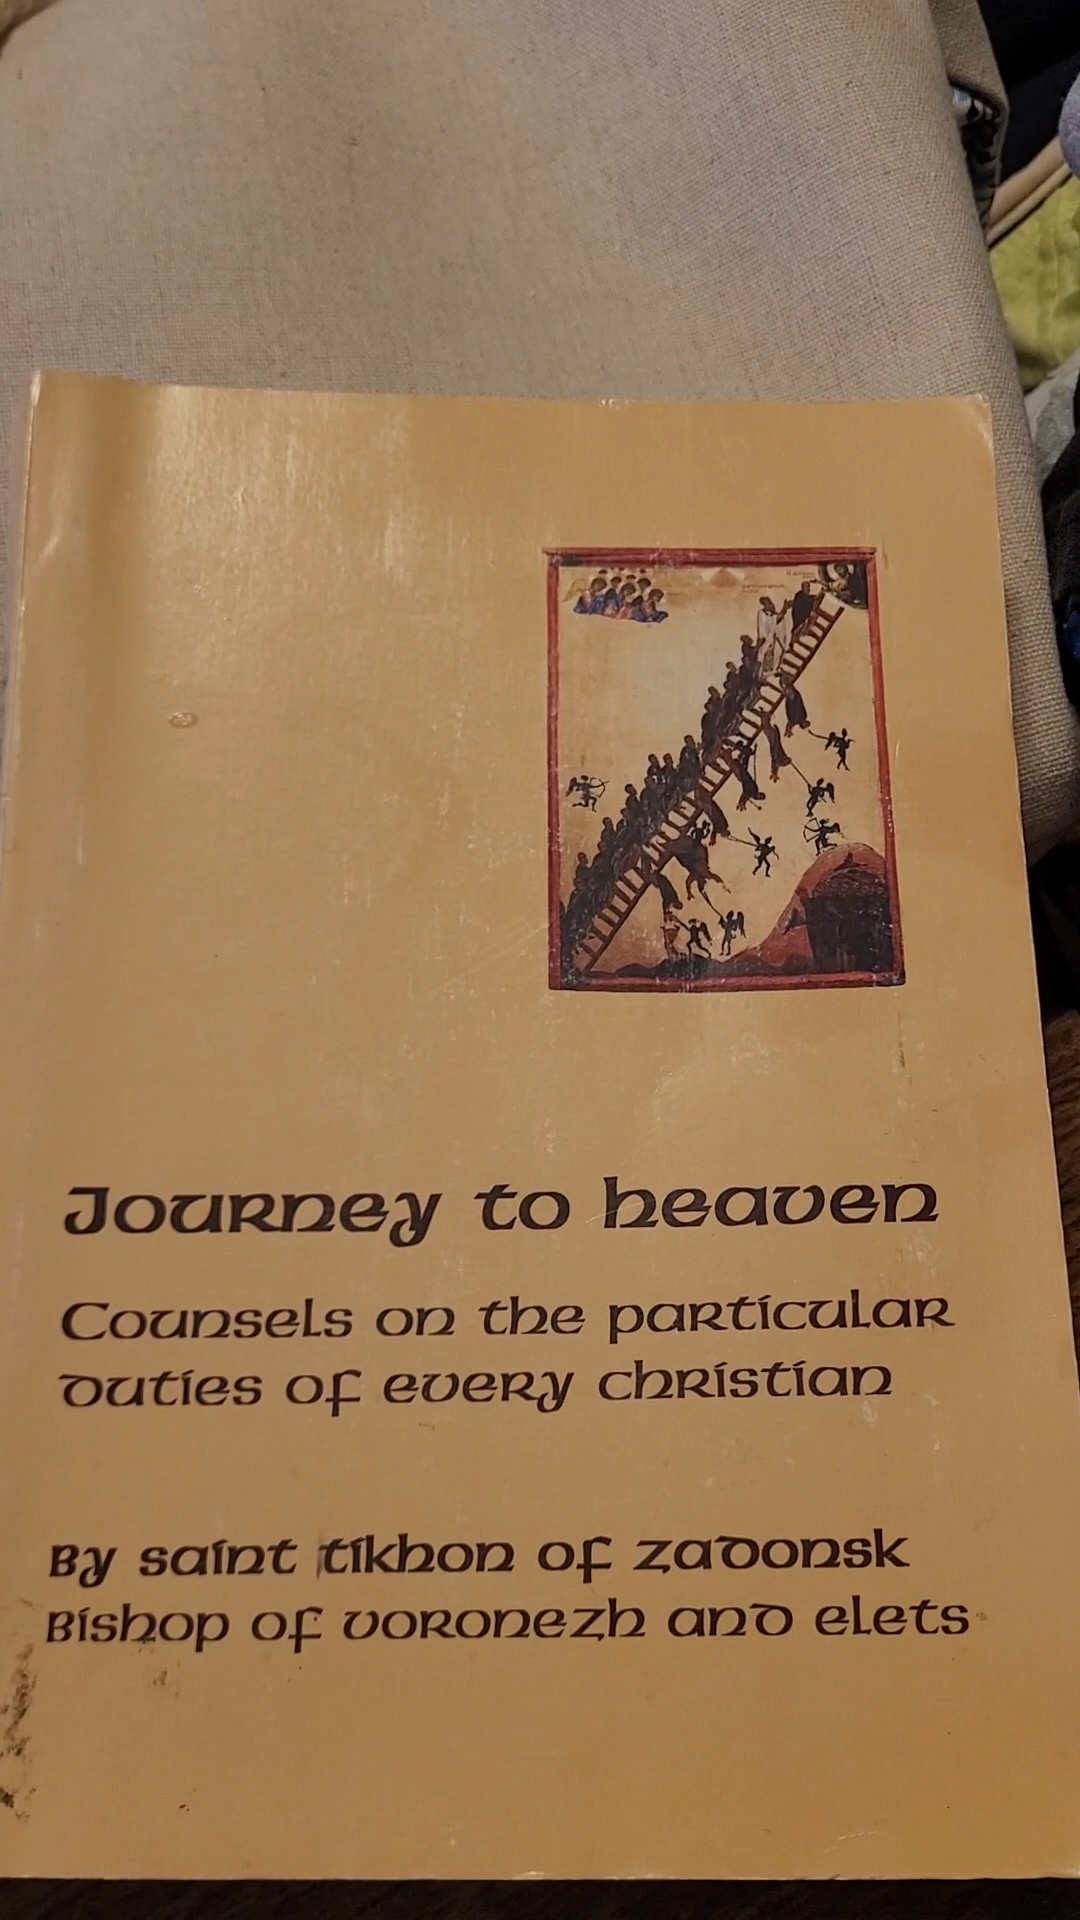 Journey to heaven
Counsels on the particular
duties of every christian
By saint tikhon of zadonsk
Bishop of voronezh and elets